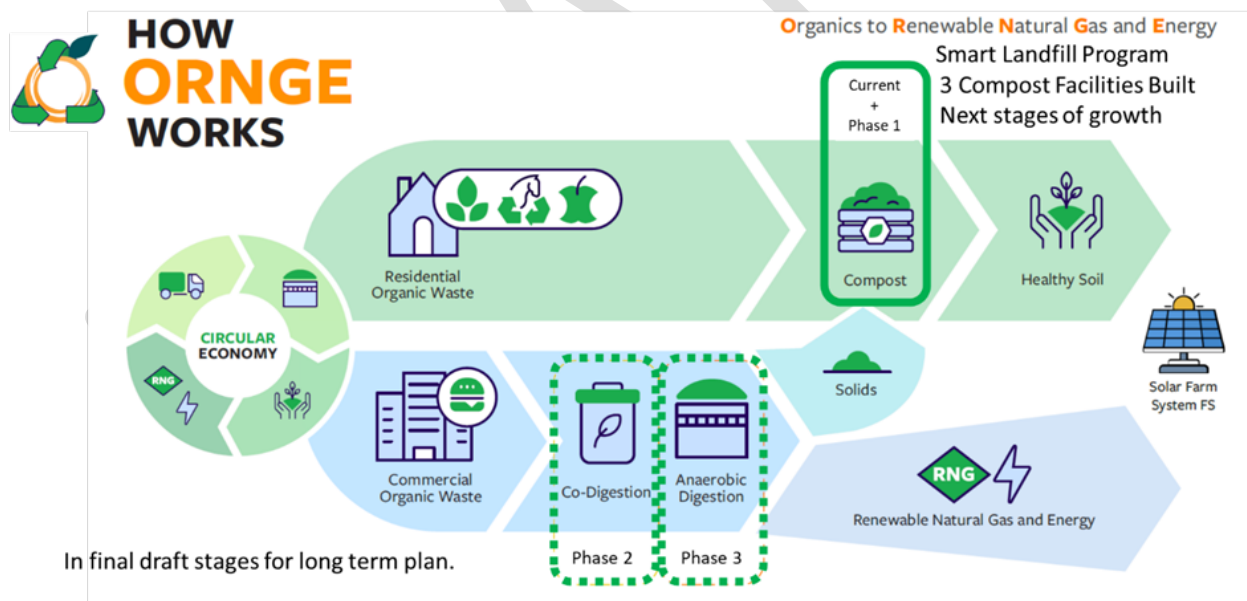 HOW
ORNGE
WORKS
Organics to Renewable Natural Gas and Energy
Smart Landfill Program
3 Compost Facilities Built
Next stages of growth
Current
+
Phase 1
Residential
Organic Waste
Compost
Healthy Soil
CIRCULAR
ECONOMY
RNG
Solids
Solar Farm
System FS
Commercial
Organic Waste
Co-Digestion
Anaerobic
Digestion
RNG
Renewable Natural Gas and Energy
In final draft stages for long term plan.
Phase 2
Phase 3